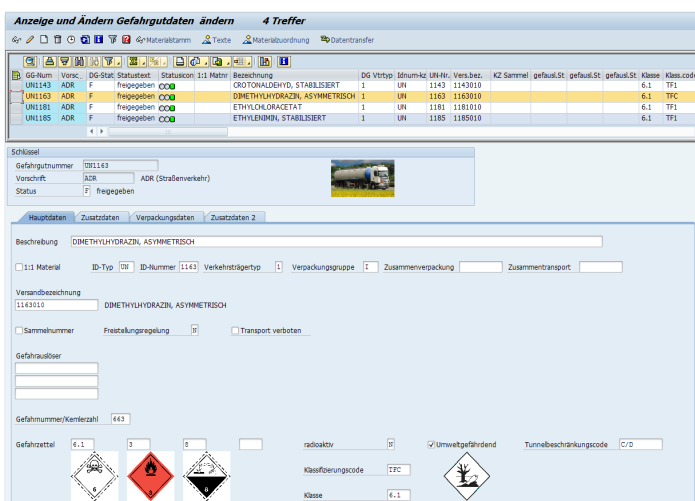 Anzeige und Ändern Gefahrgutdaten ändern 4 Treffer
Materialstamm Texte Materialzuordnung Datentransfer
GG-Num Vorsc_ DG-Stat Statustext Statusicon 1:1 Matnr Bezeichnung DG Vtrtyp Idnum-kz UN-Nr. Vers.bez. KZ Sammel gefausl.St gefausl.St gefausl.St Klasse Klass.code
UN1143 ADR F freigegeben CROTONALDEHYD, STABILISIERT 1 UN 1143 1143010 6.1 TF1
UN1163 ADR F freigegeben DIMETHYLHYDRAZIN, ASYMMETRISCH 1 UN 1163 1163010 6.1 TFC
UN1181 ADR F freigegeben ETHYLCHLORACETAT 1 UN 1181 1181010 6.1 TF1
UN1185 ADR F freigegeben ETHYLENIMIN, STABILISIERT 1 UN 1185 1185010 6.1 TF1
Schlüssel
Gefahrgutnummer UN1163
Vorschrift ADR ADR (Straßenverkehr)
Status F freigegeben
Hauptdaten Zusatzdaten Verpackungsdaten Zusatzdaten 2
Beschreibung DIMETHYLHYDRAZIN, ASYMMETRISCH
1:1 Material ID-Typ UN ID-Nummer 1163 Verkehrsträgertyp 1 Verpackungsgruppe I Zusammenverpackung Zusammentransport
Versandbezeichnung
1163010 DIMETHYLHYDRAZIN, ASYMMETRISCH
Sammelnummer Freistellungsregelung N Transport verboten
Gefahrauslöser
Gefahrnummer/Kemlerzahl 663
Gefahrzettel 6.1 3 8 radioaktiv N Umweltgefährdend Tunnelbeschränkungscode C/D
Klassifizierungscode TFC
6 3 8
Klasse 6.1